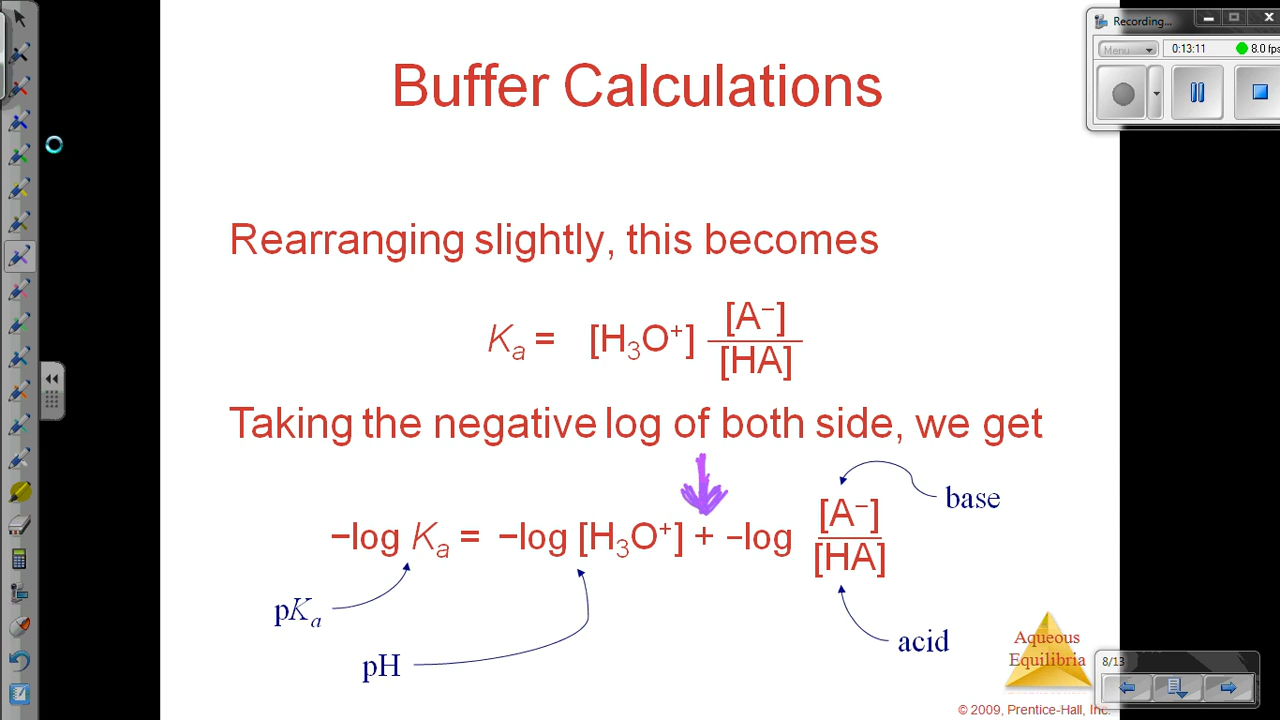 Recording...
Menu
0:13:11
8.0 fps
Buffer Calculations
Rearranging slightly, this becomes
Kₐ = [H₃O⁺] [A⁻]
[HA]
Taking the negative log of both side, we get
−log Kₐ = −log [H₃O⁺] + −log [A⁻]
[HA]
base
pKₐ
pH
acid
Aqueous
Equilibria
8/13
© 2009, Prentice-Hall, Inc.